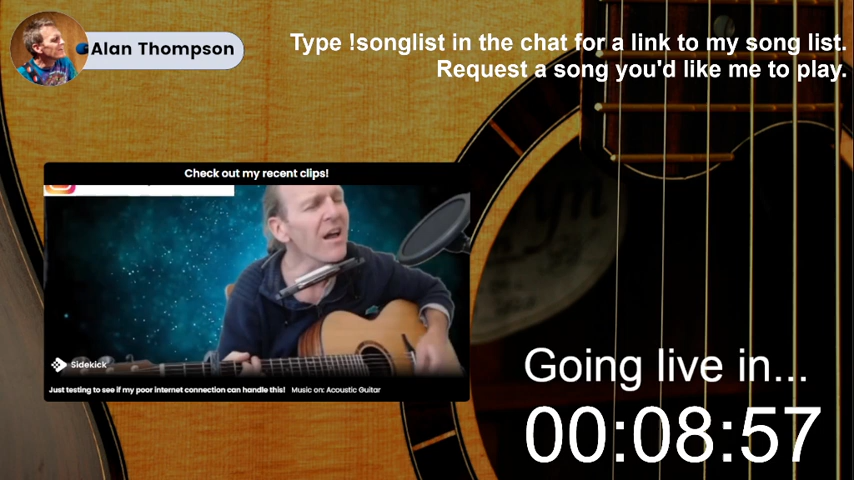 Alan Thompson
Type !songlist in the chat for a link to my song list.
Request a song you'd like me to play.
Check out my recent clips!
Sidekick
Just testing to see if my poor internet connection can handle this! Music on: Acoustic Guitar
Going live in...
00:08:57